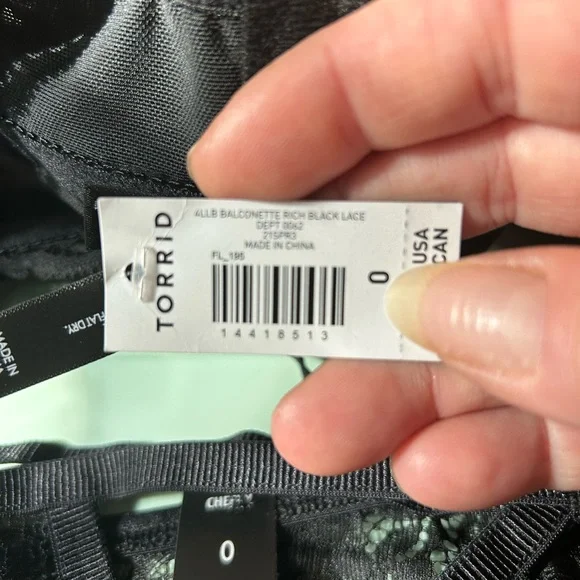 TORRID
4LLB BALCONETTE RICH BLACK LACE
DEPT 0062
21SPR3
MADE IN CHINA
FL_195
14418513
0
USA
CAN
FLAT DRY.
MADE IN
0